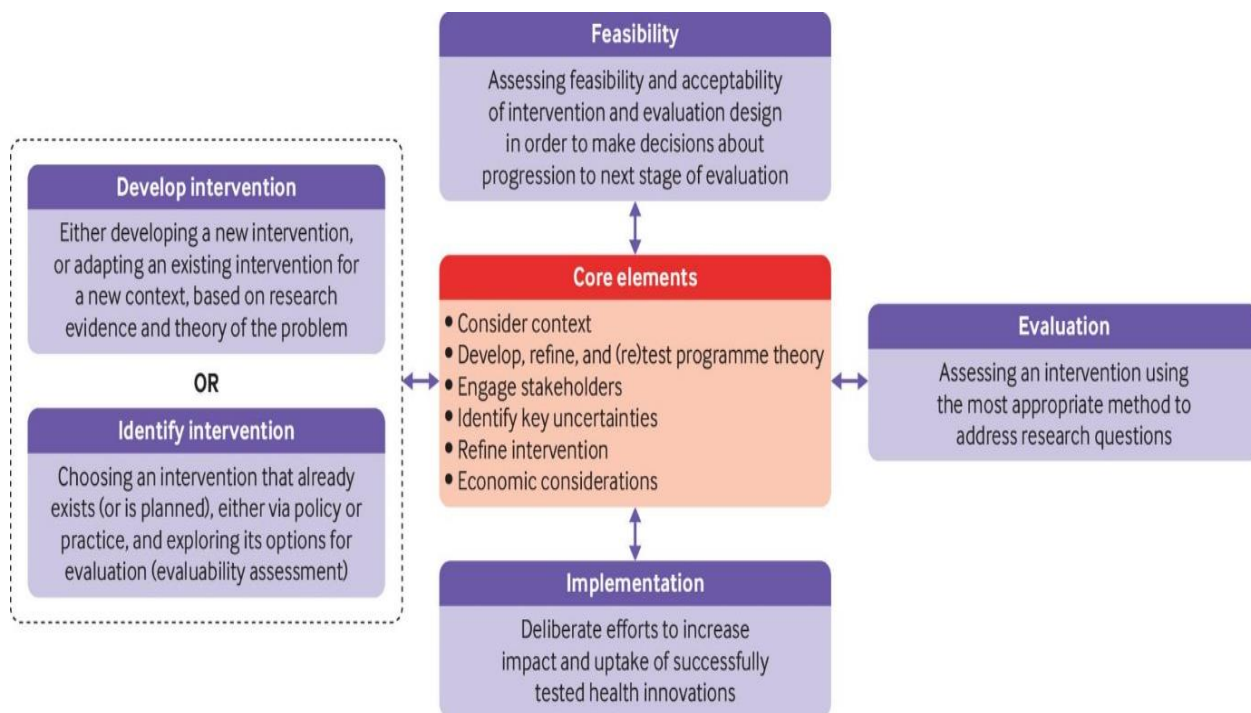 Feasibility
Assessing feasibility and acceptability
of intervention and evaluation design
in order to make decisions about
progression to next stage of evaluation
Develop intervention
Either developing a new intervention,
or adapting an existing intervention for
a new context, based on research
evidence and theory of the problem
OR
Identify intervention
Choosing an intervention that already
exists (or is planned), either via policy or
practice, and exploring its options for
evaluation (evaluability assessment)
Core elements
• Consider context
• Develop, refine, and (re)test programme theory
• Engage stakeholders
• Identify key uncertainties
• Refine intervention
• Economic considerations
Evaluation
Assessing an intervention using
the most appropriate method to
address research questions
Implementation
Deliberate efforts to increase
impact and uptake of successfully
tested health innovations